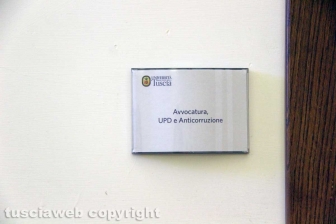 UNIVERSITÀ
Tuscia
Avvocatura,
UPD e Anticorruzione
tusciaweb copyright